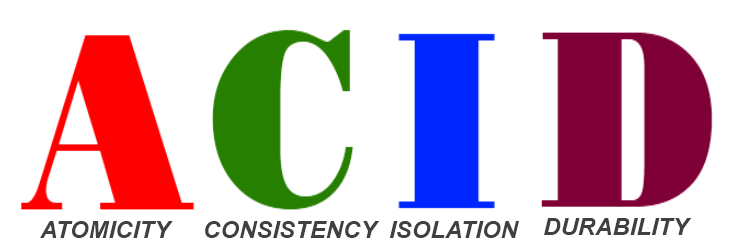 ACID
ATOMICITY CONSISTENCY ISOLATION DURABILITY